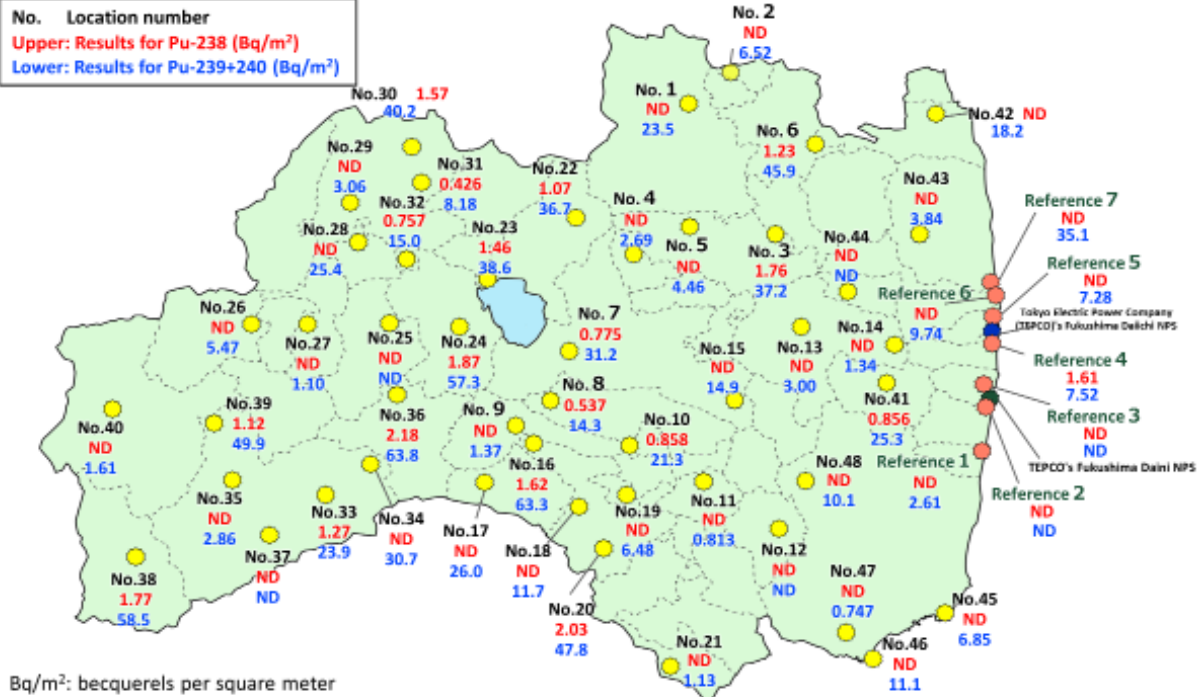 No. Location number
Upper: Results for Pu-238 (Bq/m²)
Lower: Results for Pu-239+240 (Bq/m²)
No. 2
ND
6.52
No. 1
ND
23.5
No.30 1.57
40.2
No. 6
1.23
45.9
No.42 ND
18.2
No.29
ND
3.06
No.31
0.426
8.18
No.22
1.07
36.7
No.43
ND
3.84
No.32
0.757
15.0
No. 4
ND
2.69
Reference 7
ND
35.1
No.28
ND
25.4
No.23
1.46
38.6
No. 5
ND
4.46
No. 3
1.76
37.2
No.44
ND
ND
Reference 5
ND
7.28
Reference 6
ND
9.74
Tokyo Electric Power Company
(TEPCO)'s Fukushima Daiichi NPS
No.26
ND
5.47
No.27
ND
1.10
No.25
ND
ND
No.24
1.87
57.3
No. 7
0.775
31.2
No.15
ND
14.9
No.13
ND
3.00
No.14
ND
1.34
Reference 4
1.61
7.52
No.40
ND
1.61
No.39
1.12
49.9
No.36
2.18
63.8
No. 9
ND
1.37
No. 8
0.537
14.3
No.10
0.858
21.3
No.41
0.856
25.3
Reference 3
ND
ND
TEPCO's Fukushima Daini NPS
Reference 1
ND
2.61
Reference 2
ND
ND
No.35
ND
2.86
No.33
1.27
23.9
No.34
ND
30.7
No.17
ND
26.0
No.16
1.62
63.3
No.18
ND
11.7
No.19
ND
6.48
No.11
ND
0.813
No.48
ND
10.1
No.12
ND
ND
No.38
1.77
58.5
No.37
ND
ND
No.20
2.03
47.8
No.21
ND
1.13
No.47
ND
0.747
No.45
ND
6.85
No.46
ND
11.1
Bq/m²: becquerels per square meter